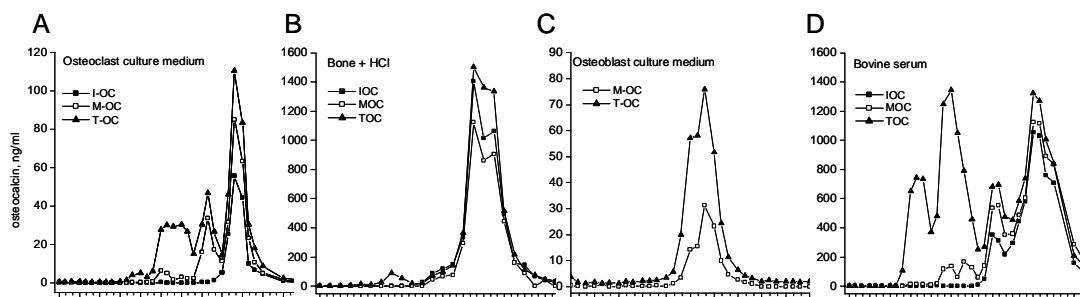 A
B
C
D
Osteoclast culture medium
I-OC
M-OC
T-OC
osteocalcin, ng/ml
120
100
80
60
40
20
0
Bone + HCl
IOC
MOC
TOC
1600
1400
1200
1000
800
600
400
200
0
Osteoblast culture medium
M-OC
T-OC
90
80
70
60
50
40
30
20
10
0
Bovine serum
IOC
MOC
TOC
1600
1400
1200
1000
800
600
400
200
0